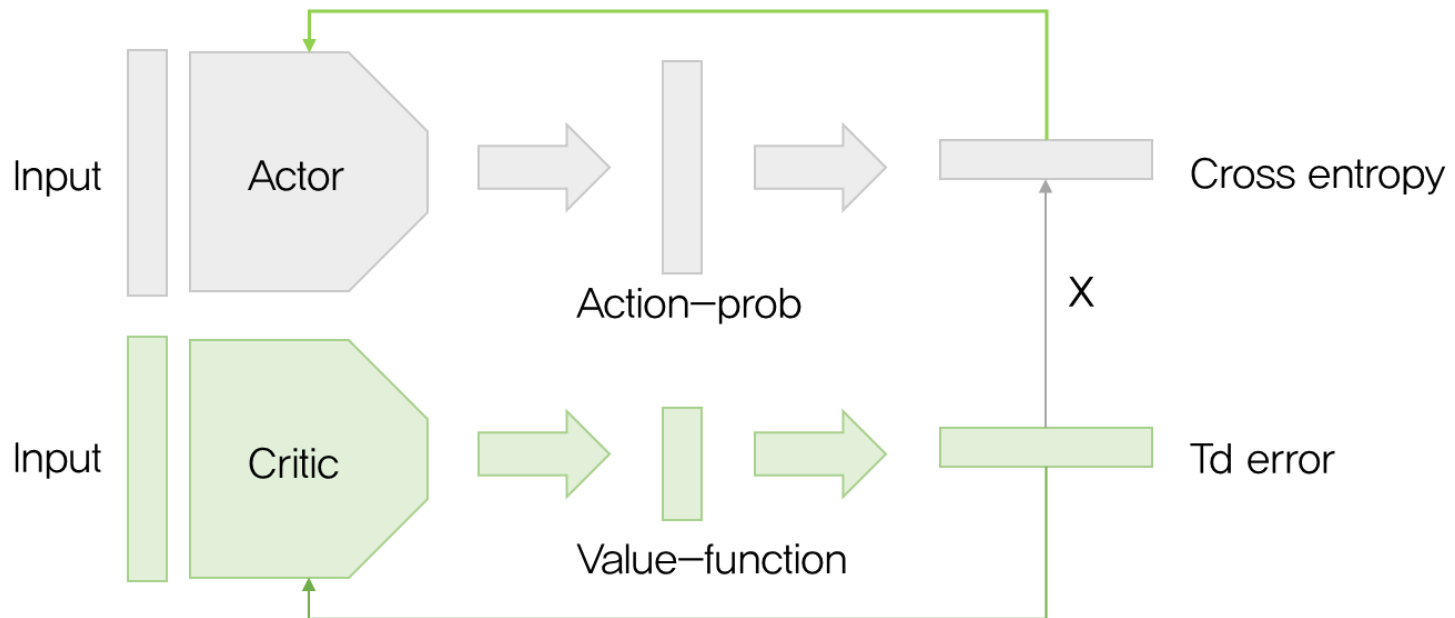 Input
Actor
Action–prob
Cross entropy
X
Input
Critic
Value–function
Td error